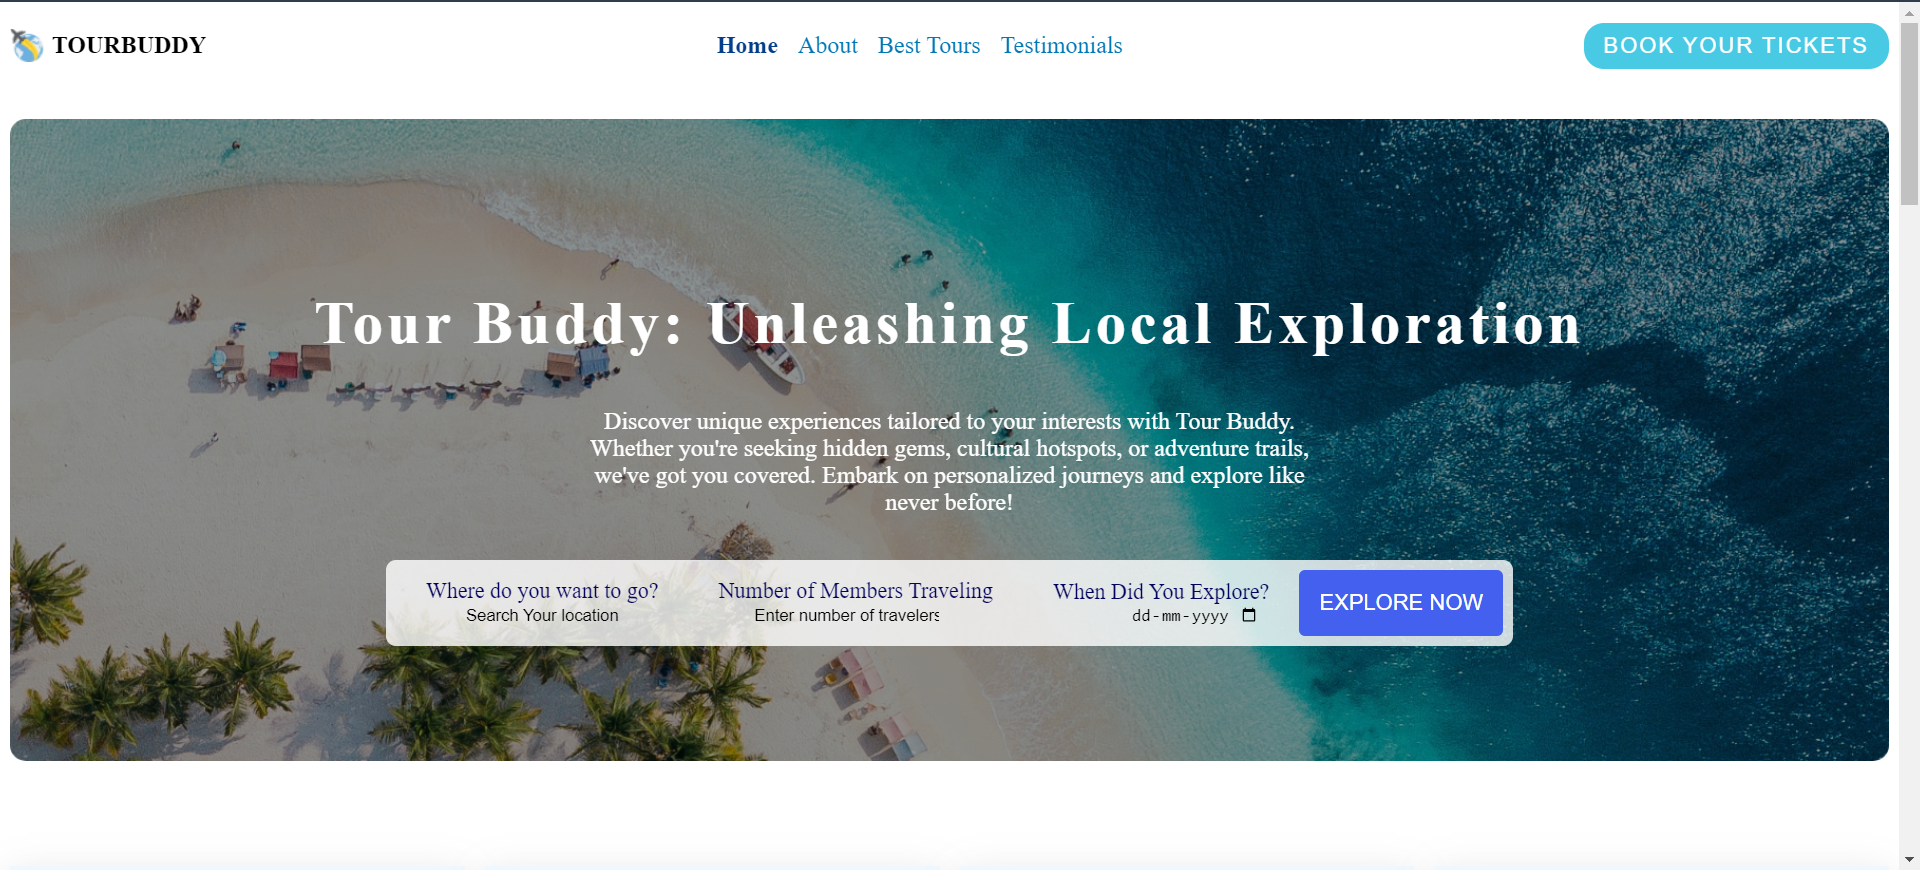 TOURBUDDY
Home About Best Tours Testimonials
BOOK YOUR TICKETS
Tour Buddy: Unleashing Local Exploration
Discover unique experiences tailored to your interests with Tour Buddy.
Whether you're seeking hidden gems, cultural hotspots, or adventure trails,
we've got you covered. Embark on personalized journeys and explore like
never before!
Where do you want to go?
Search Your location
Number of Members Traveling
Enter number of travelers
When Did You Explore?
dd-mm-yyyy
EXPLORE NOW